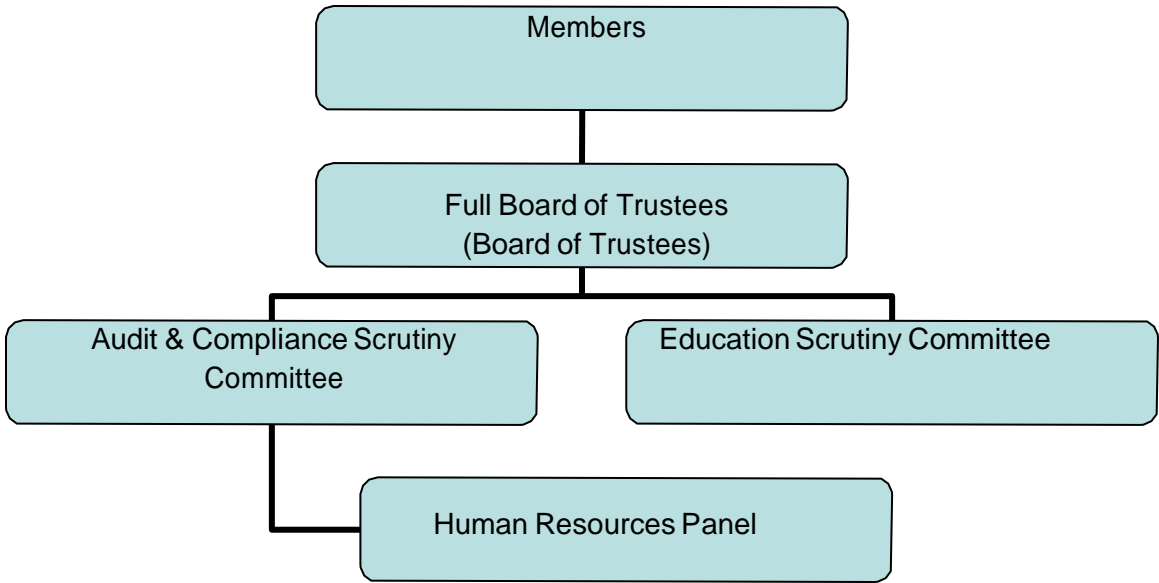 Members
Full Board of Trustees
(Board of Trustees)
Audit & Compliance Scrutiny
Committee
Education Scrutiny Committee
Human Resources Panel